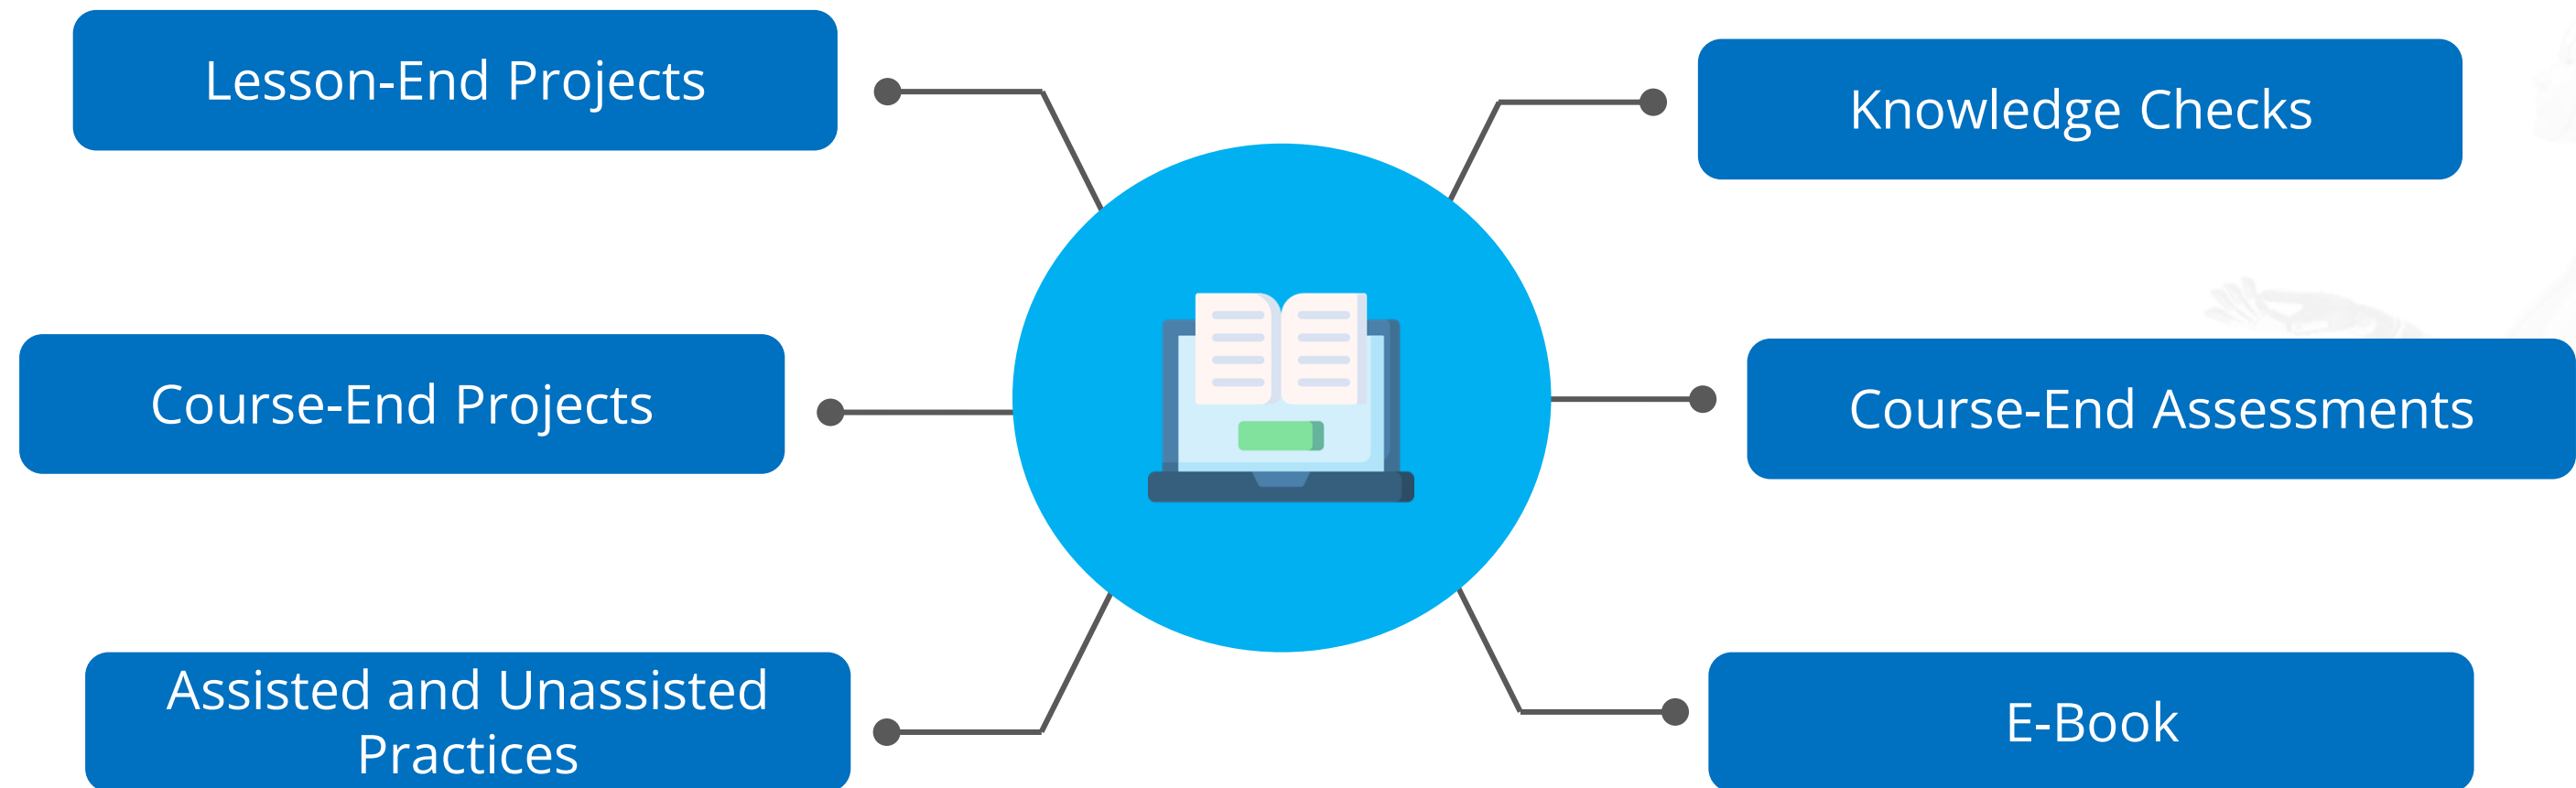 Lesson-End Projects
Knowledge Checks
Course-End Projects
Course-End Assessments
Assisted and Unassisted
Practices
E-Book